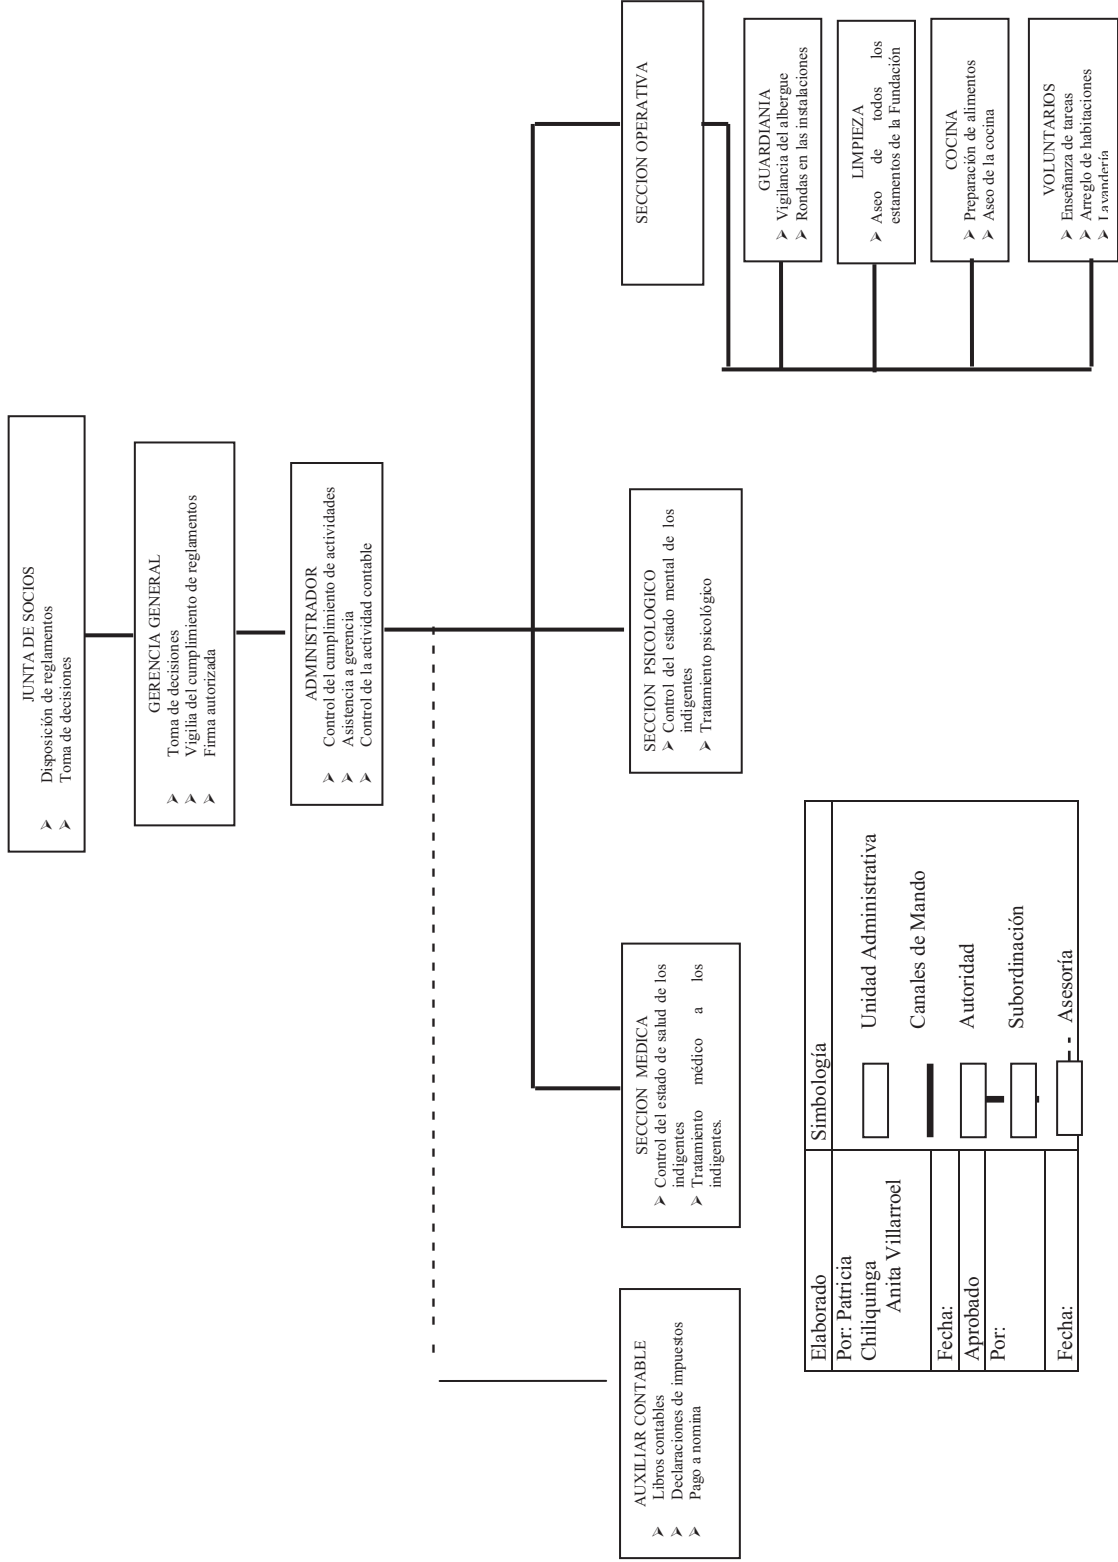 JUNTA DE SOCIOS
➢ Disposición de reglamentos
➢ Toma de decisiones
GERENCIA GENERAL
➢ Toma de decisiones
➢ Vigilia del cumplimiento de reglamentos
➢ Firma autorizada
ADMINISTRADOR
➢ Control del cumplimiento de actividades
➢ Asistencia a gerencia
➢ Control de la actividad contable
AUXILIAR CONTABLE
➢ Libros contables
➢ Declaraciones de impuestos
➢ Pago a nomina
SECCION MEDICA
➢ Control del estado de salud de los
indigentes
➢ Tratamiento médico a los
indigentes.
SECCION PSICOLOGICO
➢ Control del estado mental de los
indigentes
➢ Tratamiento psicológico
SECCION OPERATIVA
GUARDIANIA
➢ Vigilancia del albergue
➢ Rondas en las instalaciones
LIMPIEZA
➢ Aseo de todos los
estamentos de la Fundación
COCINA
➢ Preparación de alimentos
➢ Aseo de la cocina
VOLUNTARIOS
➢ Enseñanza de tareas
➢ Arreglo de habitaciones
➢ Lavandería
Elaborado
Por: Patricia
Chiliquinga
Anita Villarroel
Fecha:
Aprobado
Por:
Fecha:
Simbología
Unidad Administrativa
Canales de Mando
Autoridad
Subordinación
Asesoría